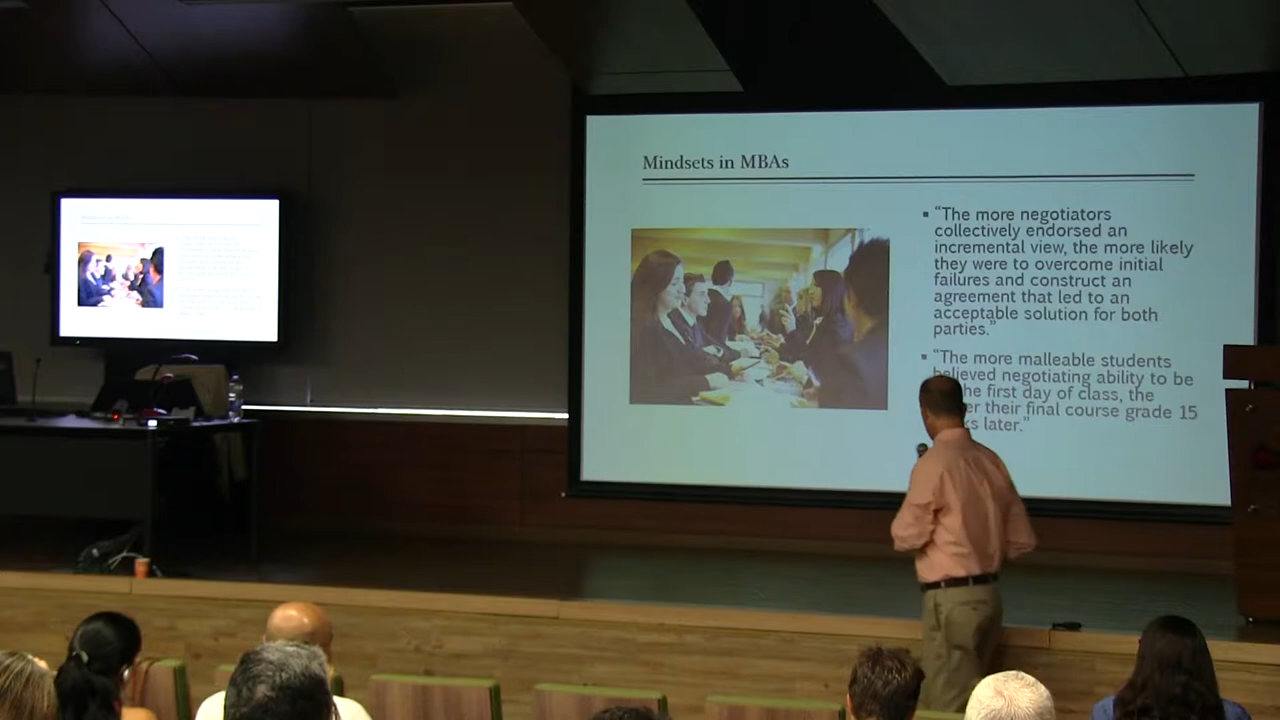 Mindsets in MBAs
▪ “The more negotiators
collectively endorsed an
incremental view, the more likely
they were to overcome initial
failures and construct an
agreement that led to an
acceptable solution for both
parties.”
▪ “The more malleable students
believed negotiating ability to be
first day of class, the
their final course grade 15
later.”